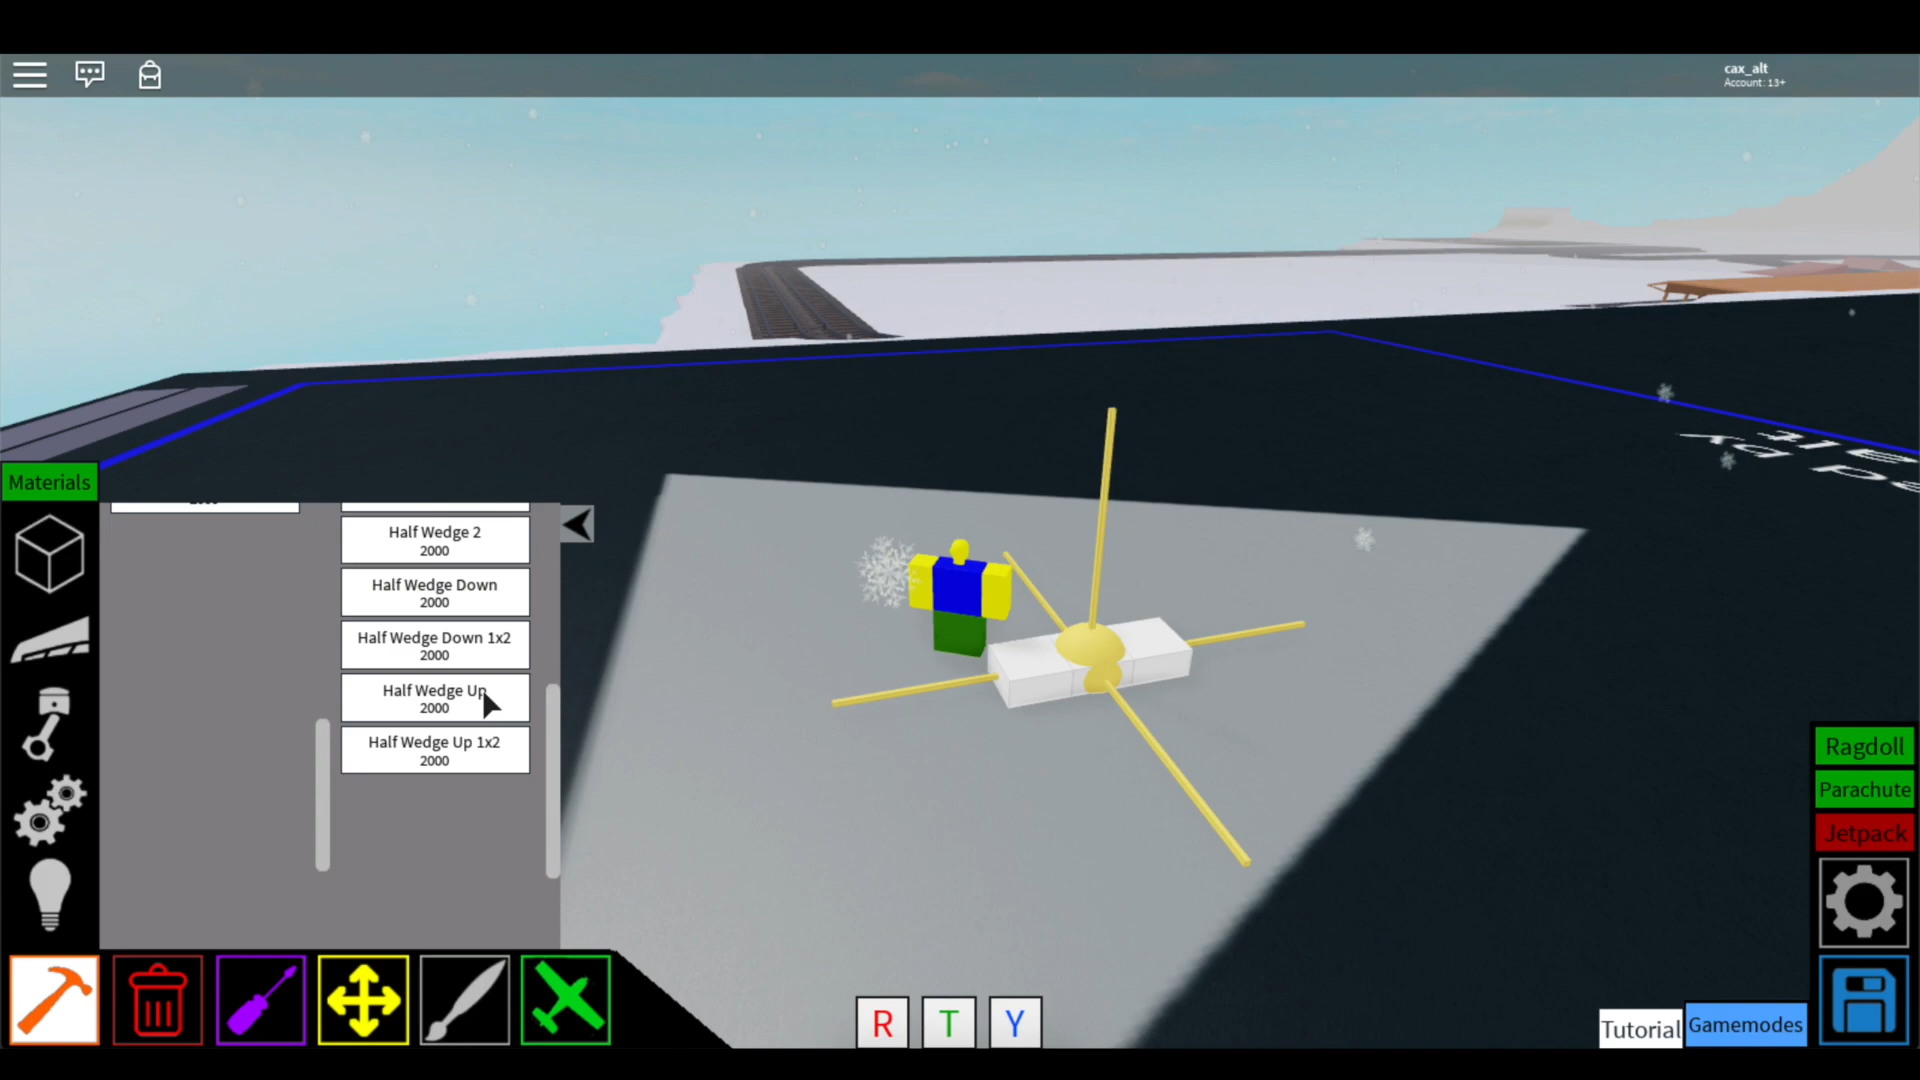 cax_alt
Account: 13+
Materials
Half Wedge 2
2000
Half Wedge Down
2000
Half Wedge Down 1x2
2000
Half Wedge Up
2000
Half Wedge Up 1x2
2000
Ragdoll
Parachute
Jetpack
R T Y
Tutorial
Gamemodes